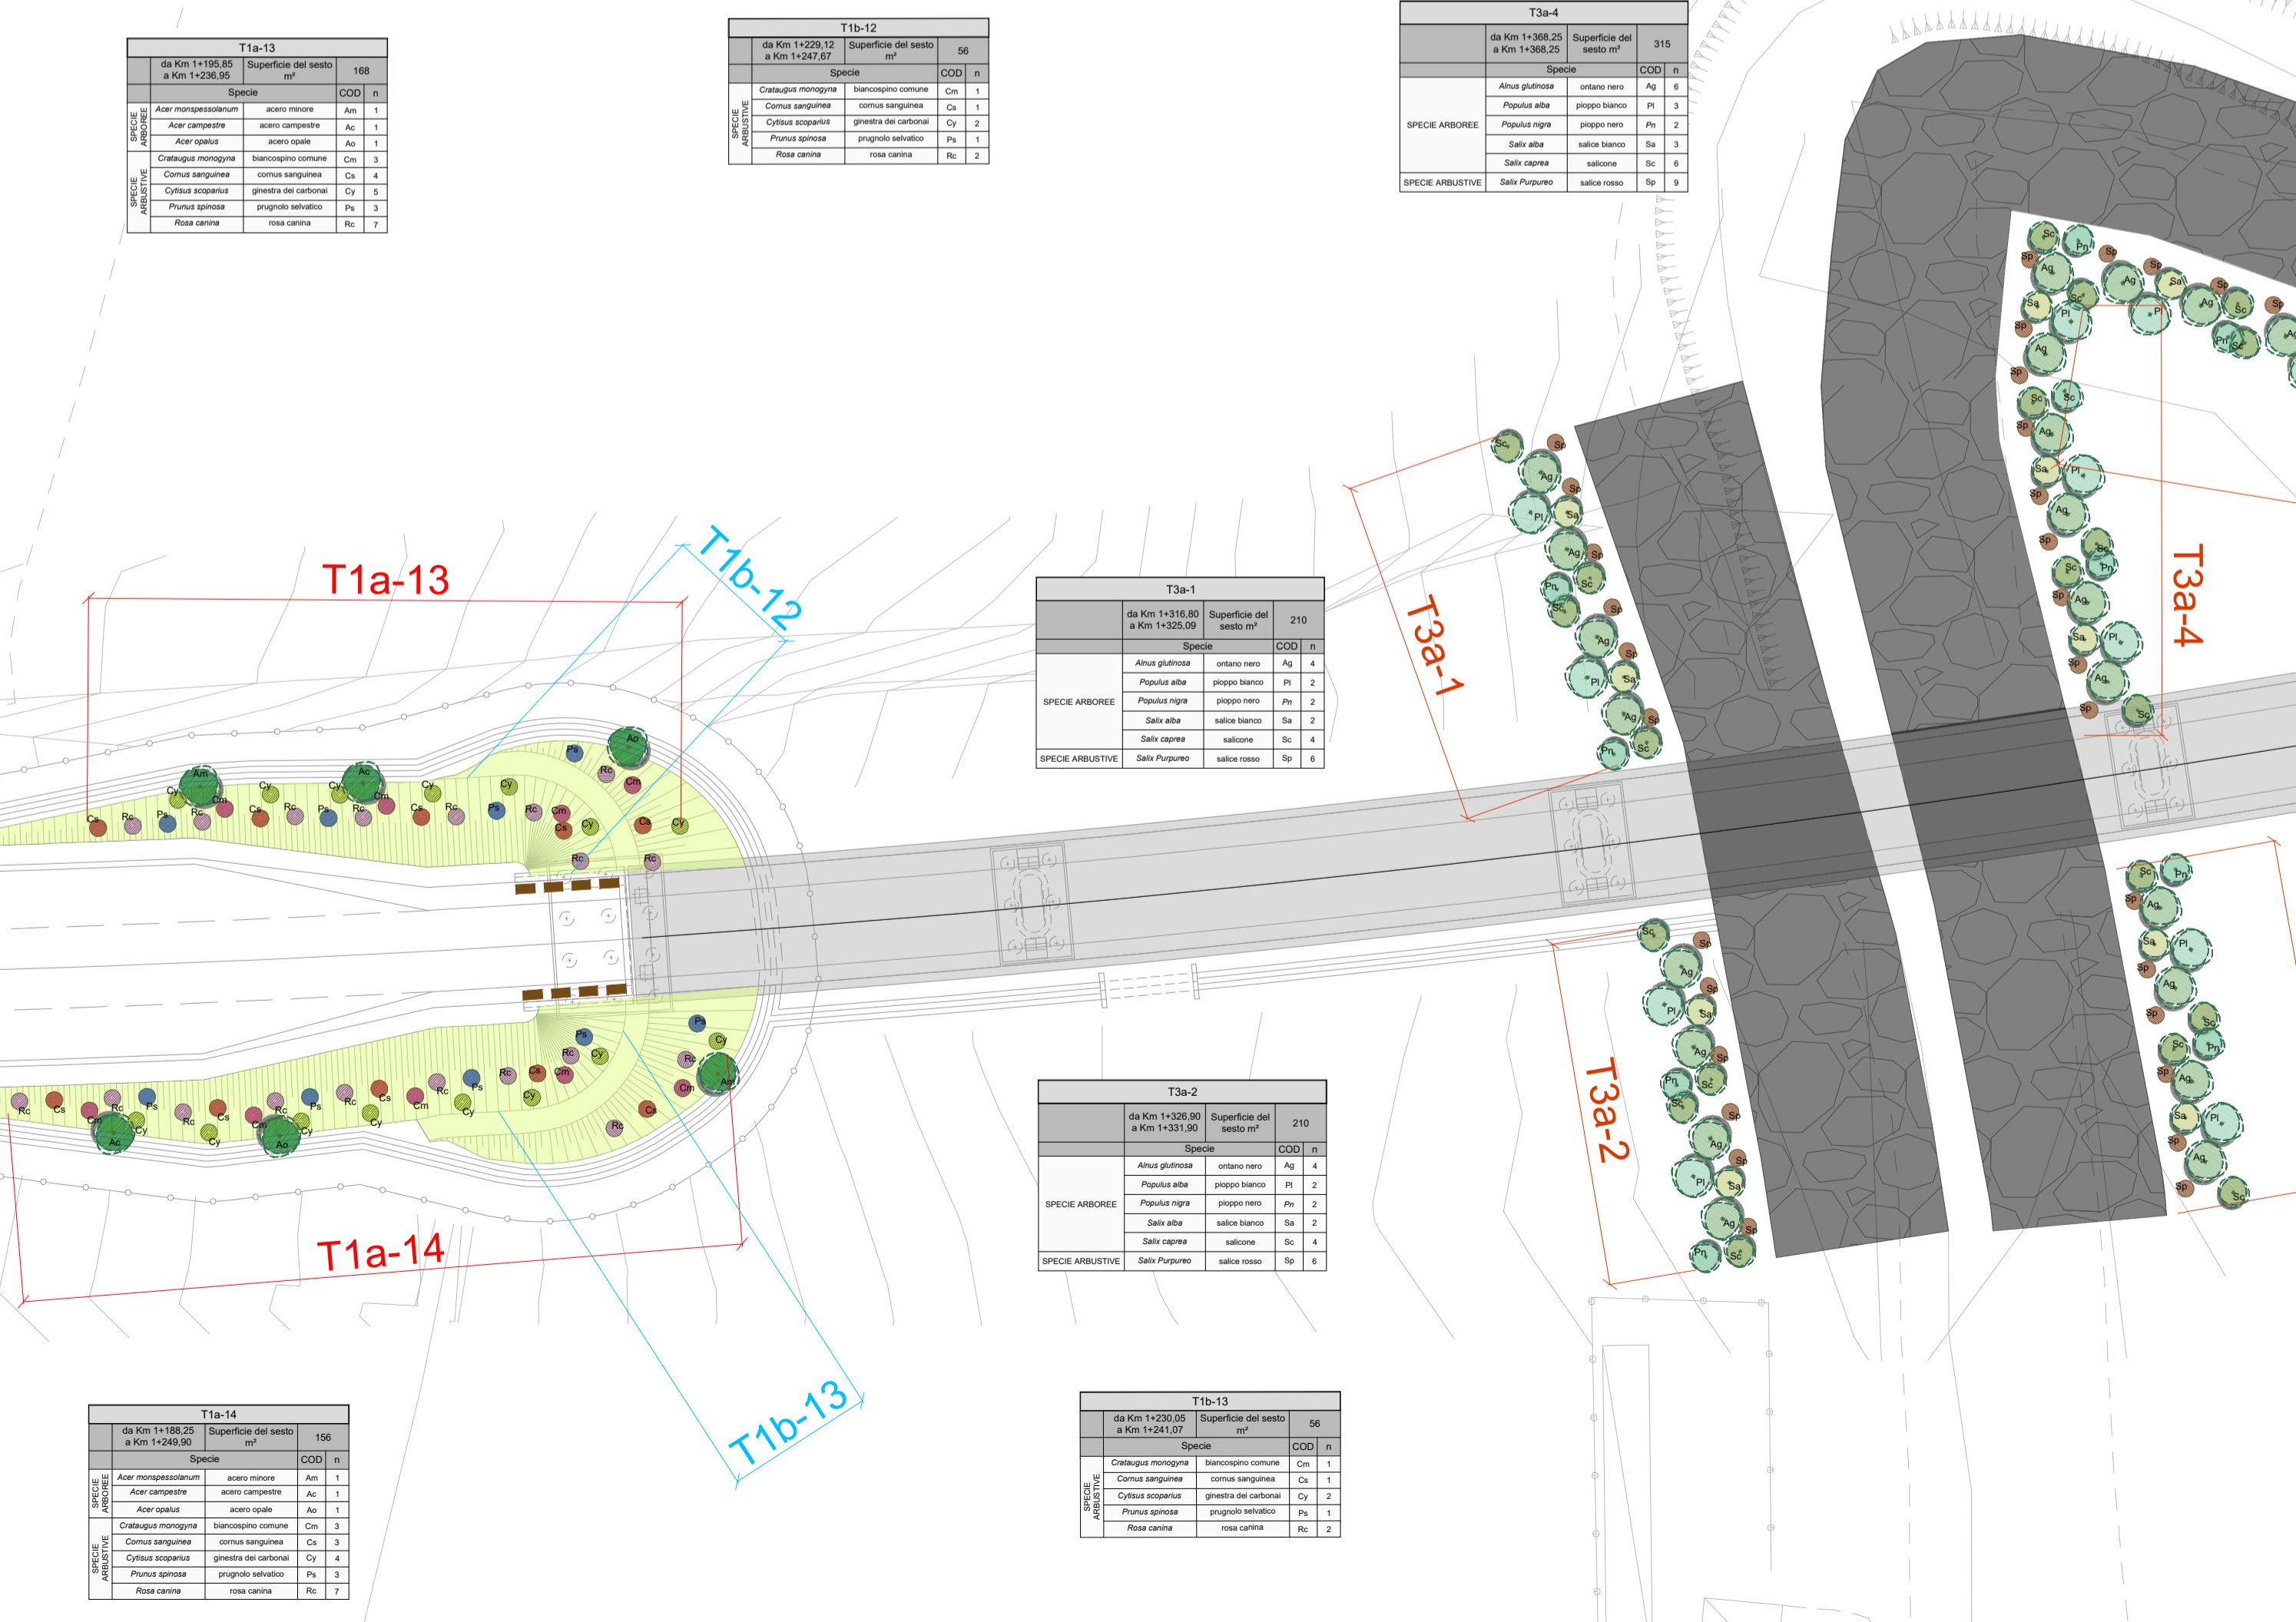 T1a-13
da Km 1+195,85
a Km 1+236,95
Superficie del sesto
m²
168
Specie COD n
SPECIE
ARBOREE
Acer monspessolanum acero minore Am 1
Acer campestre acero campestre Ac 1
Acer opalus acero opale Ao 1
SPECIE
ARBUSTIVE
Crataugus monogyna biancospino comune Cm 3
Cornus sanguinea cornus sanguinea Cs 4
Cytisus scoparius ginestra dei carbonai Cy 5
Prunus spinosa prugnolo selvatico Ps 3
Rosa canina rosa canina Rc 7
T1b-12
da Km 1+229,12
a Km 1+247,67
Superficie del sesto
m²
56
Specie COD n
SPECIE
ARBUSTIVE
Crataugus monogyna biancospino comune Cm 1
Cornus sanguinea cornus sanguinea Cs 1
Cytisus scoparius ginestra dei carbonai Cy 2
Prunus spinosa prugnolo selvatico Ps 1
Rosa canina rosa canina Rc 2
T3a-4
da Km 1+368,25
a Km 1+368,25
Superficie del
sesto m²
315
Specie COD n
SPECIE ARBOREE
Alnus glutinosa ontano nero Ag 6
Populus alba pioppo bianco Pl 3
Populus nigra pioppo nero Pn 2
Salix alba salice bianco Sa 3
Salix caprea salicone Sc 6
SPECIE ARBUSTIVE Salix Purpureo salice rosso Sp 9
T1a-13
T1b-12
T3a-1
da Km 1+316,80
a Km 1+325,09
Superficie del
sesto m²
210
Specie COD n
SPECIE ARBOREE
Alnus glutinosa ontano nero Ag 4
Populus alba pioppo bianco Pl 2
Populus nigra pioppo nero Pn 2
Salix alba salice bianco Sa 2
Salix caprea salicone Sc 4
SPECIE ARBUSTIVE Salix Purpureo salice rosso Sp 6
T3a-1
T3a-4
T3a-2
da Km 1+326,90
a Km 1+331,90
Superficie del
sesto m²
210
Specie COD n
SPECIE ARBOREE
Alnus glutinosa ontano nero Ag 4
Populus alba pioppo bianco Pl 2
Populus nigra pioppo nero Pn 2
Salix alba salice bianco Sa 2
Salix caprea salicone Sc 4
SPECIE ARBUSTIVE Salix Purpureo salice rosso Sp 6
T3a-2
T1a-14
T1b-13
T1a-14
da Km 1+188,25
a Km 1+249,90
Superficie del sesto
m²
156
Specie COD n
SPECIE
ARBOREE
Acer monspessolanum acero minore Am 1
Acer campestre acero campestre Ac 1
Acer opalus acero opale Ao 1
SPECIE
ARBUSTIVE
Crataugus monogyna biancospino comune Cm 3
Cornus sanguinea cornus sanguinea Cs 3
Cytisus scoparius ginestra dei carbonai Cy 4
Prunus spinosa prugnolo selvatico Ps 3
Rosa canina rosa canina Rc 7
T1b-13
da Km 1+230,05
a Km 1+241,07
Superficie del sesto
m²
56
Specie COD n
SPECIE
ARBUSTIVE
Crataugus monogyna biancospino comune Cm 1
Cornus sanguinea cornus sanguinea Cs 1
Cytisus scoparius ginestra dei carbonai Cy 2
Prunus spinosa prugnolo selvatico Ps 1
Rosa canina rosa canina Rc 2